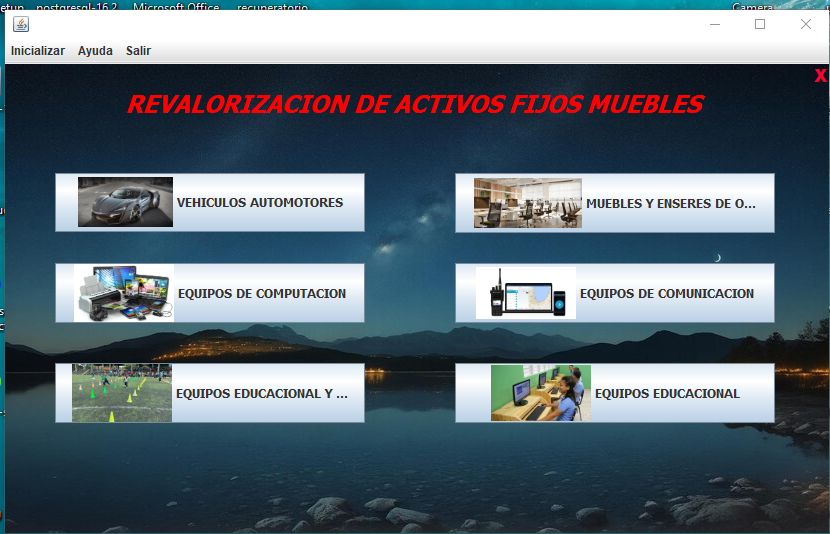 postgresql-16.2 Microsoft Office recuperatorio Camera
Inicializar Ayuda Salir
X
REVALORIZACION DE ACTIVOS FIJOS MUEBLES
VEHICULOS AUTOMOTORES
MUEBLES Y ENSERES DE O...
EQUIPOS DE COMPUTACION
EQUIPOS DE COMUNICACION
EQUIPOS EDUCACIONAL Y ...
EQUIPOS EDUCACIONAL